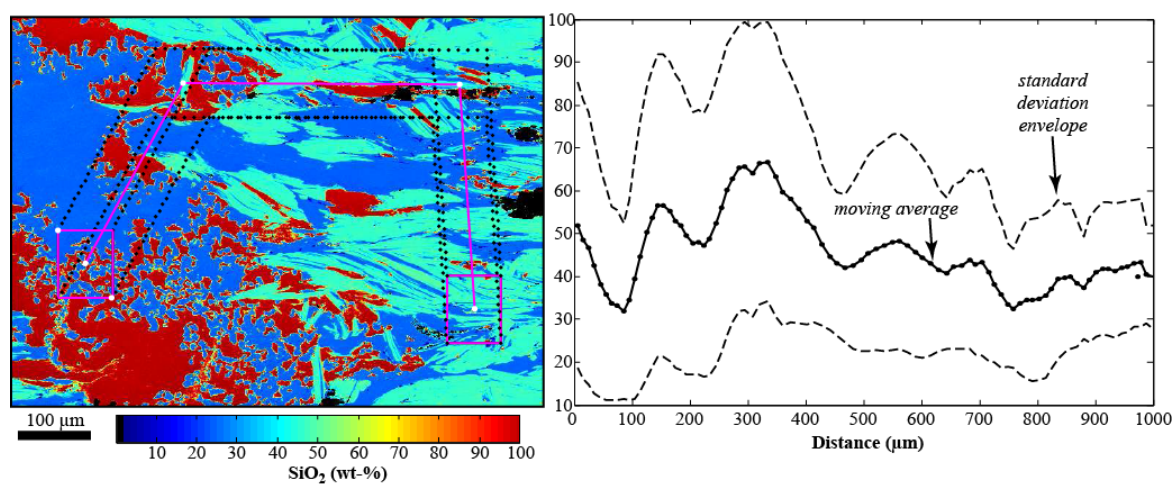 100 µm
10 20 30 40 50 60 70 80 90 100
SiO2 (wt-%)
100
90
80
70
60
50
40
30
20
10
standard
deviation
envelope
moving average
0 100 200 300 400 500 600 700 800 900 1000
Distance (µm)